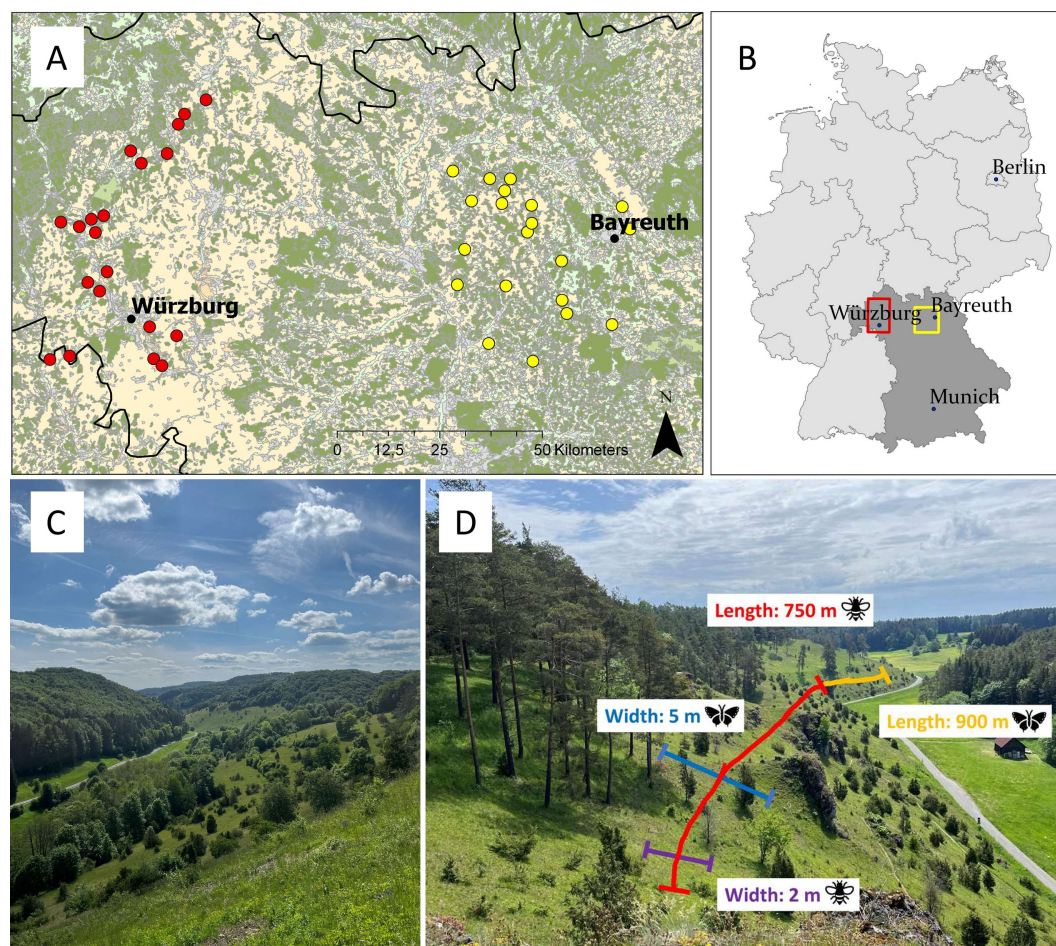 A
Bayreuth
Würzburg
N
0 12,5 25 50 Kilometers
B
Berlin
Würzburg
Bayreuth
Munich
C
D
Length: 750 m
Width: 5 m
Length: 900 m
Width: 2 m